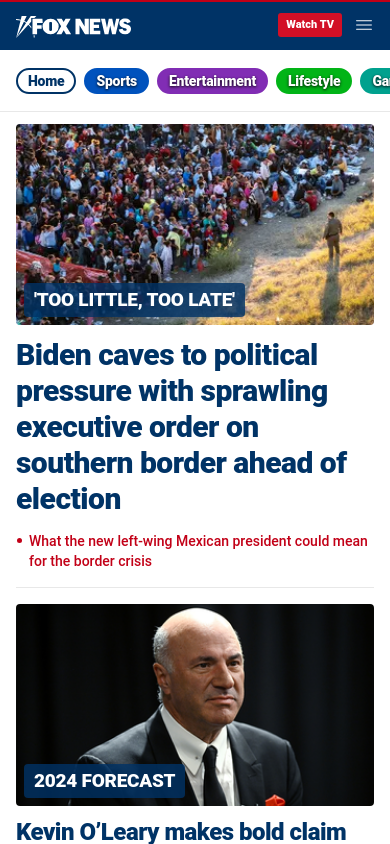 FOX NEWS
Watch TV
Home
Sports
Entertainment
Lifestyle
'TOO LITTLE, TOO LATE'
Biden caves to political
pressure with sprawling
executive order on
southern border ahead of
election
• What the new left-wing Mexican president could mean
for the border crisis
2024 FORECAST
Kevin O’Leary makes bold claim